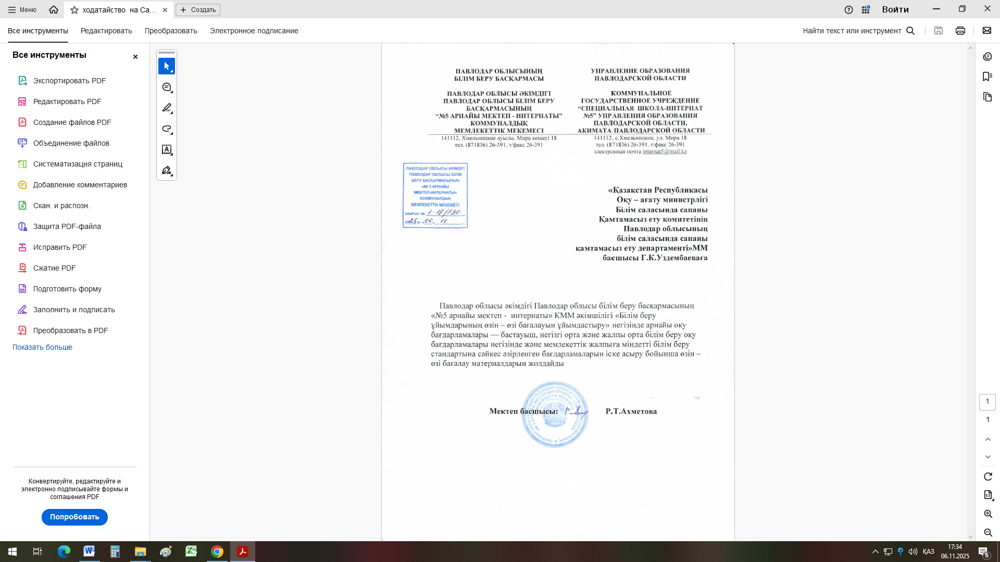 Меню
ходатайство на Са...
Создать
Войти
Все инструменты
Редактировать
Преобразовать
Электронное подписание
Найти текст или инструмент
Все инструменты
Экспортировать PDF
Редактировать PDF
Создание файлов PDF
Объединение файлов
Систематизация страниц
Добавление комментариев
Скан. и распозн.
Защита PDF-файла
Исправить PDF
Сжатие PDF
Подготовить форму
Заполнить и подписать
Преобразовать в PDF
Показать больше
Конвертируйте, редактируйте и
электронно подписывайте формы и
соглашения PDF
Попробовать
ПАВЛОДАР ОБЛЫСЫНЫҢ
БІЛІМ БЕРУ БАСҚАРМАСЫ
ПАВЛОДАР ОБЛЫСЫ ӘКІМДІГІ
ПАВЛОДАР ОБЛЫСЫ БІЛІМ БЕРУ
БАСҚАРМАСЫНЫҢ
“№5 АРНАЙЫ МЕКТЕП - ИНТЕРНАТЫ”
КОММУНАЛДЫҚ
МЕМЛЕКЕТТІК МЕКЕМЕСІ
141112, Хмельницкое ауылы, Мира көшесі 18
тел. (871836) 26-391, т/факс 26-391
УПРАВЛЕНИЕ ОБРАЗОВАНИЯ
ПАВЛОДАРСКОЙ ОБЛАСТИ
КОММУНАЛЬНОЕ
ГОСУДАРСТВЕННОЕ УЧРЕЖДЕНИЕ
“СПЕЦИАЛЬНАЯ ШКОЛА-ИНТЕРНАТ
№5” УПРАВЛЕНИЯ ОБРАЗОВАНИЯ
ПАВЛОДАРСКОЙ ОБЛАСТИ,
АКИМАТА ПАВЛОДАРСКОЙ ОБЛАСТИ
141112, с.Хмельницкое, ул. Мира 18
тел. (871836) 26-391, т/факс 26-391
электронная почта internat5@mail.kz
ПАВЛОДАР ОБЛЫСЫ ӘКІМДІГІ
ПАВЛОДАР ОБЛЫСЫ БІЛІМ
БЕРУ БАСҚАРМАСЫНЫҢ
«№ 5 АРНАЙЫ
МЕКТЕП-ИНТЕРНАТЫ»
КОММУНАЛДЫҚ
МЕМЛЕКЕТТІК МЕКЕМЕСІ
ШЫҒЫС № 1-16/130
2025 ж. «06» 11
«Қазақстан Республикасы
Оқу – ағату министрлігі
Білім саласында сапаны
Қамтамасыз ету комитетінің
Павлодар облысының
білім саласында сапаны
қамтамасыз ету департаменті»ММ
басшысы Г.К.Уздембаеваға
Павлодар облысы әкімдігі Павлодар облысы білім беру басқармасының
«№5 арнайы мектеп - интернаты» КММ әкімшілігі «Білім беру
ұйымдарының өзін – өзі бағалауын ұйымдастыру» негізінде арнайы оқу
бағдарламалары — бастауыш, негізгі орта және жалпы орта білім беру оқу
бағдарламалары негізінде және мемлекеттік жалпыға міндетті білім беру
стандартына сәйкес әзірленген бағдарламаларын іске асыру бойынша өзін –
өзі бағалау материалдарын жолдайды
Мектеп басшысы: Р.Т.Ахметова
1
1
ҚАЗ
17:34
06.11.2025
6